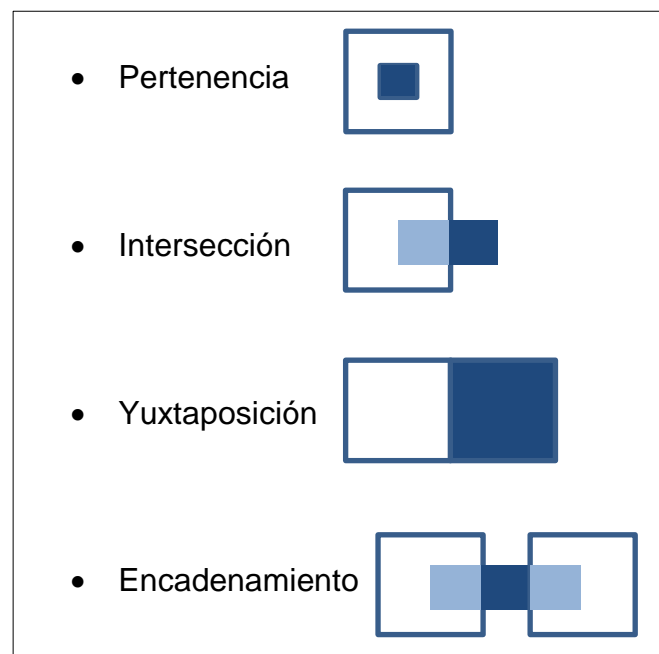 • Pertenencia
• Intersección
• Yuxtaposición
• Encadenamiento